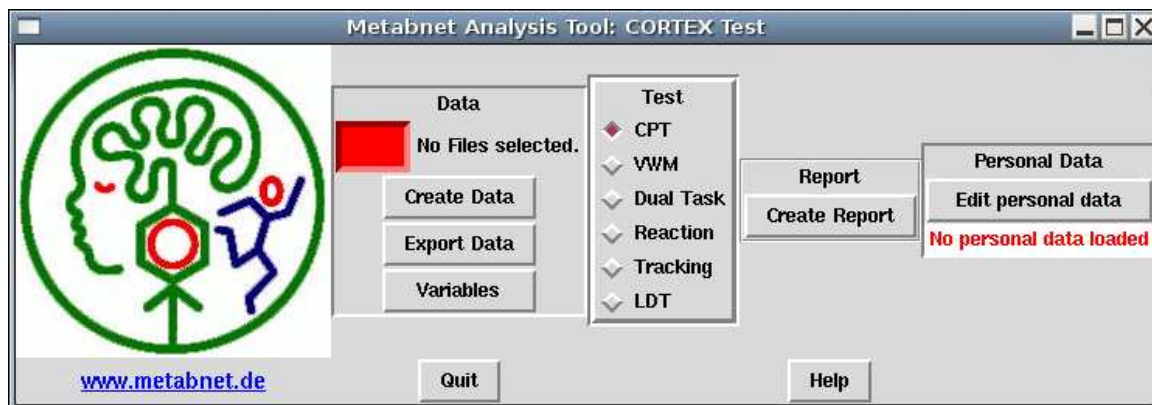 Metabnet Analysis Tool: CORTEX Test
Data
No Files selected.
Create Data
Export Data
Variables
Test
CPT
VWM
Dual Task
Reaction
Tracking
LDT
Report
Create Report
Personal Data
Edit personal data
No personal data loaded
www.metabnet.de
Quit
Help